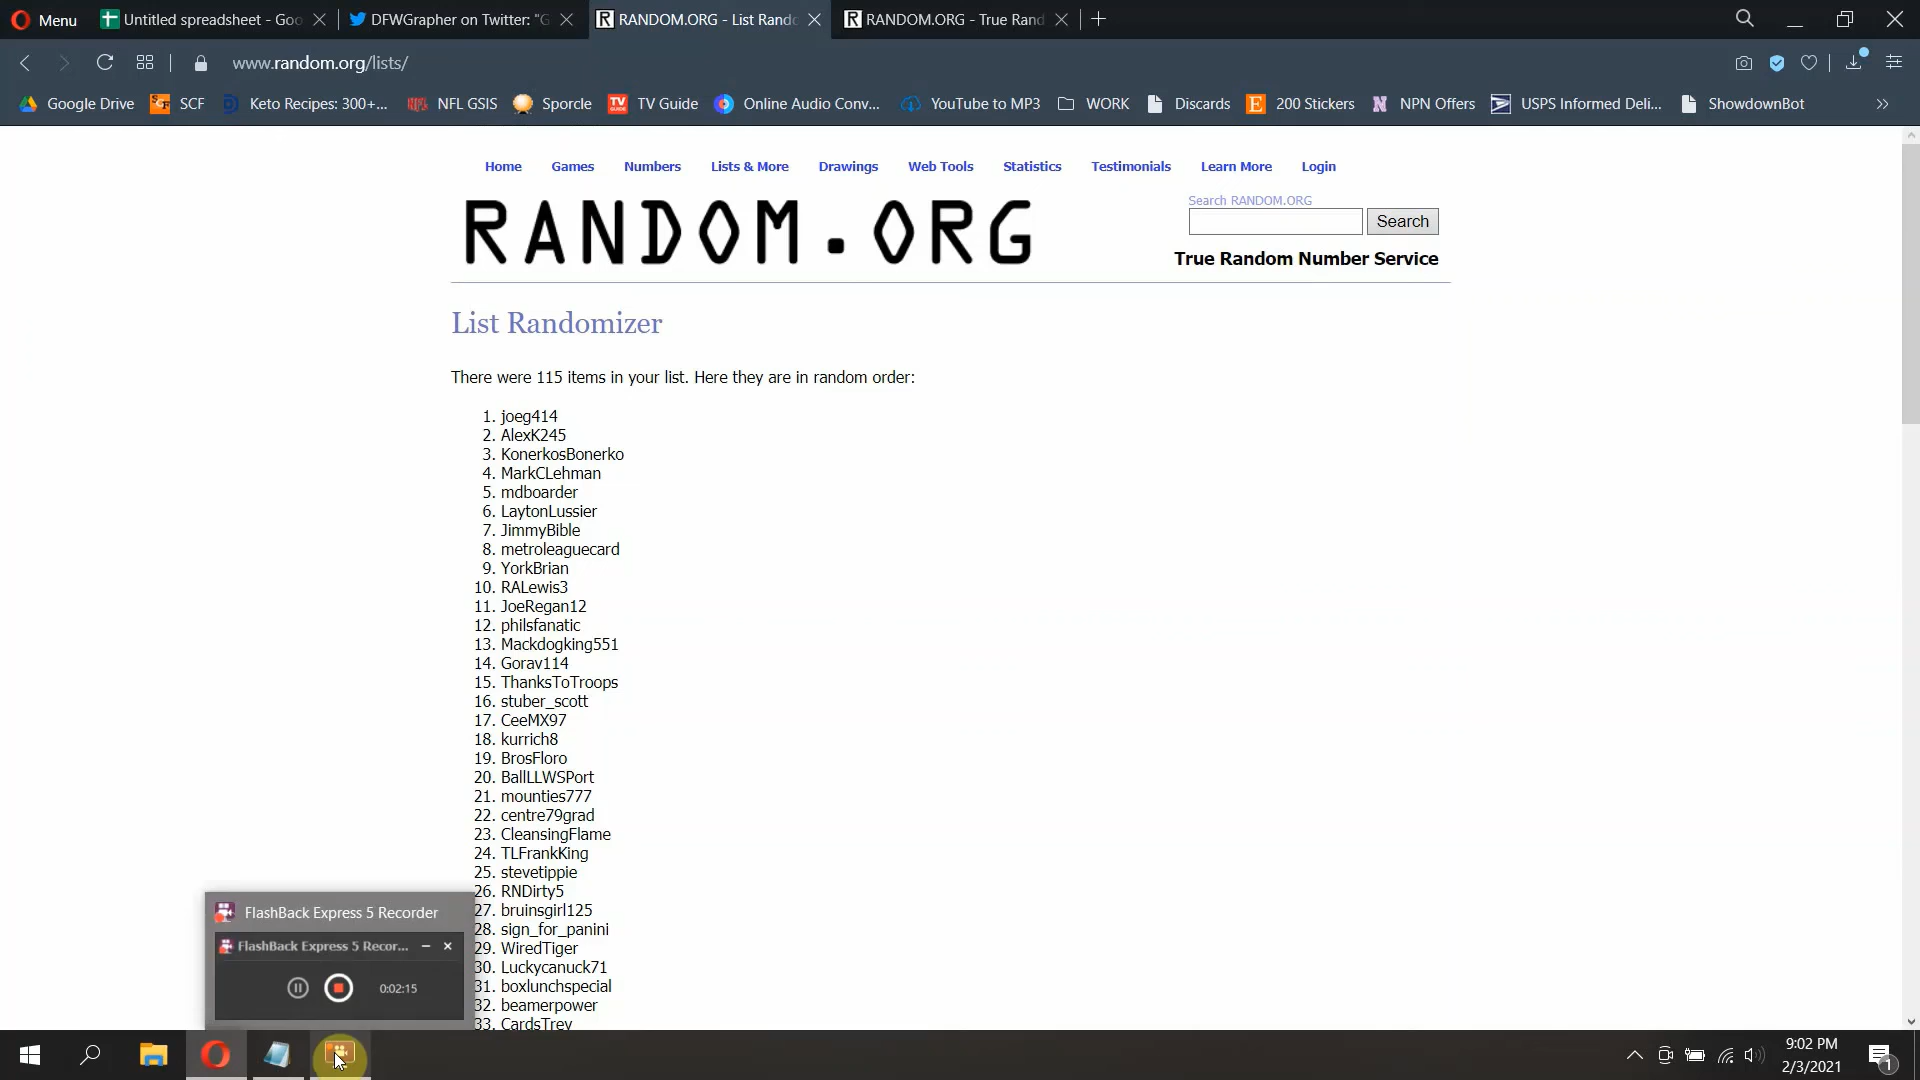 Menu
Untitled spreadsheet - Goo
DFWGrapher on Twitter: "G
RANDOM.ORG - List Rando
RANDOM.ORG - True Rand
www.random.org/lists/
Google Drive
SCF
Keto Recipes: 300+...
NFL GSIS
Sporcle
TV Guide
Online Audio Conv...
YouTube to MP3
WORK
Discards
200 Stickers
NPN Offers
USPS Informed Deli...
ShowdownBot
Home Games Numbers Lists & More Drawings Web Tools Statistics Testimonials Learn More Login
RANDOM.ORG
Search RANDOM.ORG
Search
True Random Number Service
List Randomizer
There were 115 items in your list. Here they are in random order:
1. joeg414
2. AlexK245
3. KonerkosBonerko
4. MarkCLehman
5. mdboarder
6. LaytonLussier
7. JimmyBible
8. metroleaguecard
9. YorkBrian
10. RALewis3
11. JoeRegan12
12. philsfanatic
13. Mackdogking551
14. Gorav114
15. ThanksToTroops
16. stuber_scott
17. CeeMX97
18. kurrich8
19. BrosFloro
20. BallLLWSPort
21. mounties777
22. centre79grad
23. CleansingFlame
24. TLFrankKing
25. stevetippie
26. RNDirty5
27. bruinsgirl125
28. sign_for_panini
29. WiredTiger
30. Luckycanuck71
31. boxlunchspecial
32. beamerpower
33. CardsTrey
FlashBack Express 5 Recorder
FlashBack Express 5 Recor...
0:02:15
9:02 PM
2/3/2021
1